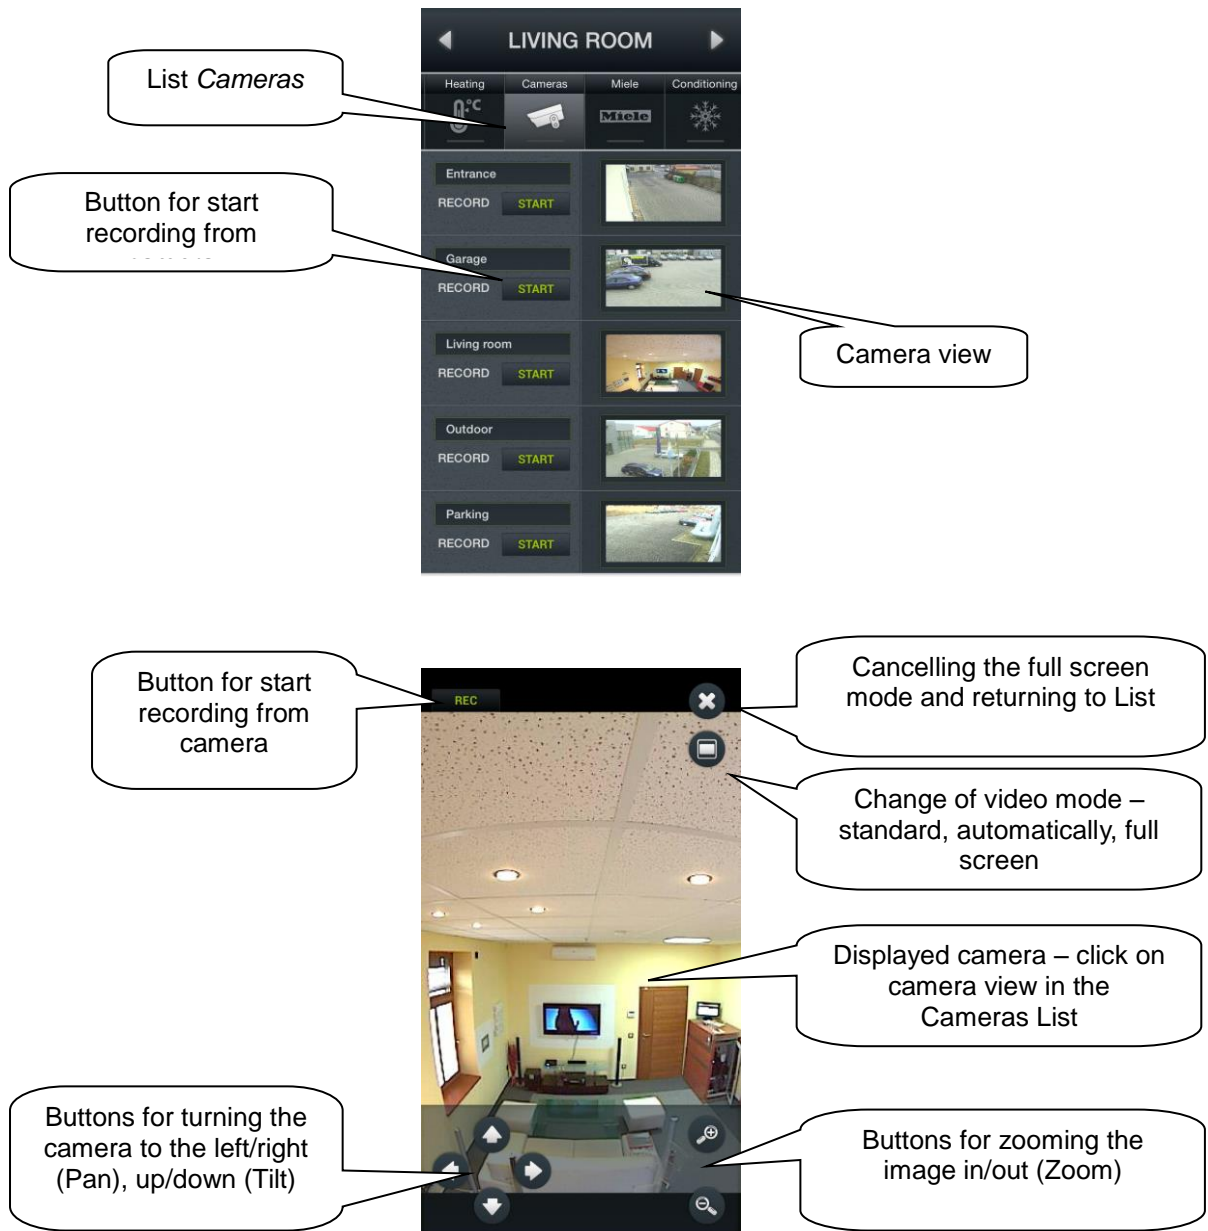 LIVING ROOM
Heating Cameras Miele Conditioning
°C
Miele
List Cameras
Entrance
RECORD START
Button for start
recording from
Garage
RECORD START
Camera view
Living room
RECORD START
Outdoor
RECORD START
Parking
RECORD START
Button for start
recording from
camera
REC
Cancelling the full screen
mode and returning to List
Change of video mode –
standard, automatically, full
screen
Displayed camera – click on
camera view in the
Cameras List
Buttons for turning the
camera to the left/right
(Pan), up/down (Tilt)
Buttons for zooming the
image in/out (Zoom)